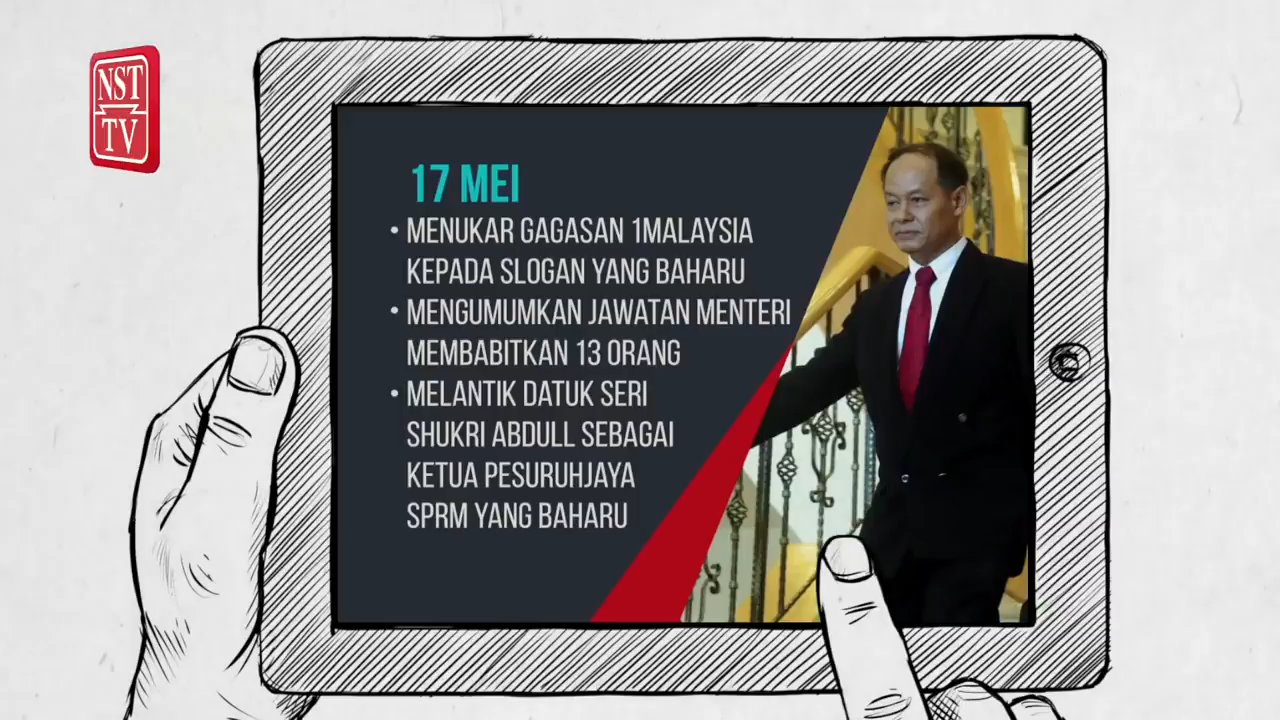 NST
TV
17 MEI
• MENUKAR GAGASAN 1MALAYSIA
KEPADA SLOGAN YANG BAHARU
• MENGUMUMKAN JAWATAN MENTERI
MEMBABITKAN 13 ORANG
• MELANTIK DATUK SERI
SHUKRI ABDULL SEBAGAI
KETUA PESURUHJAYA
SPRM YANG BAHARU